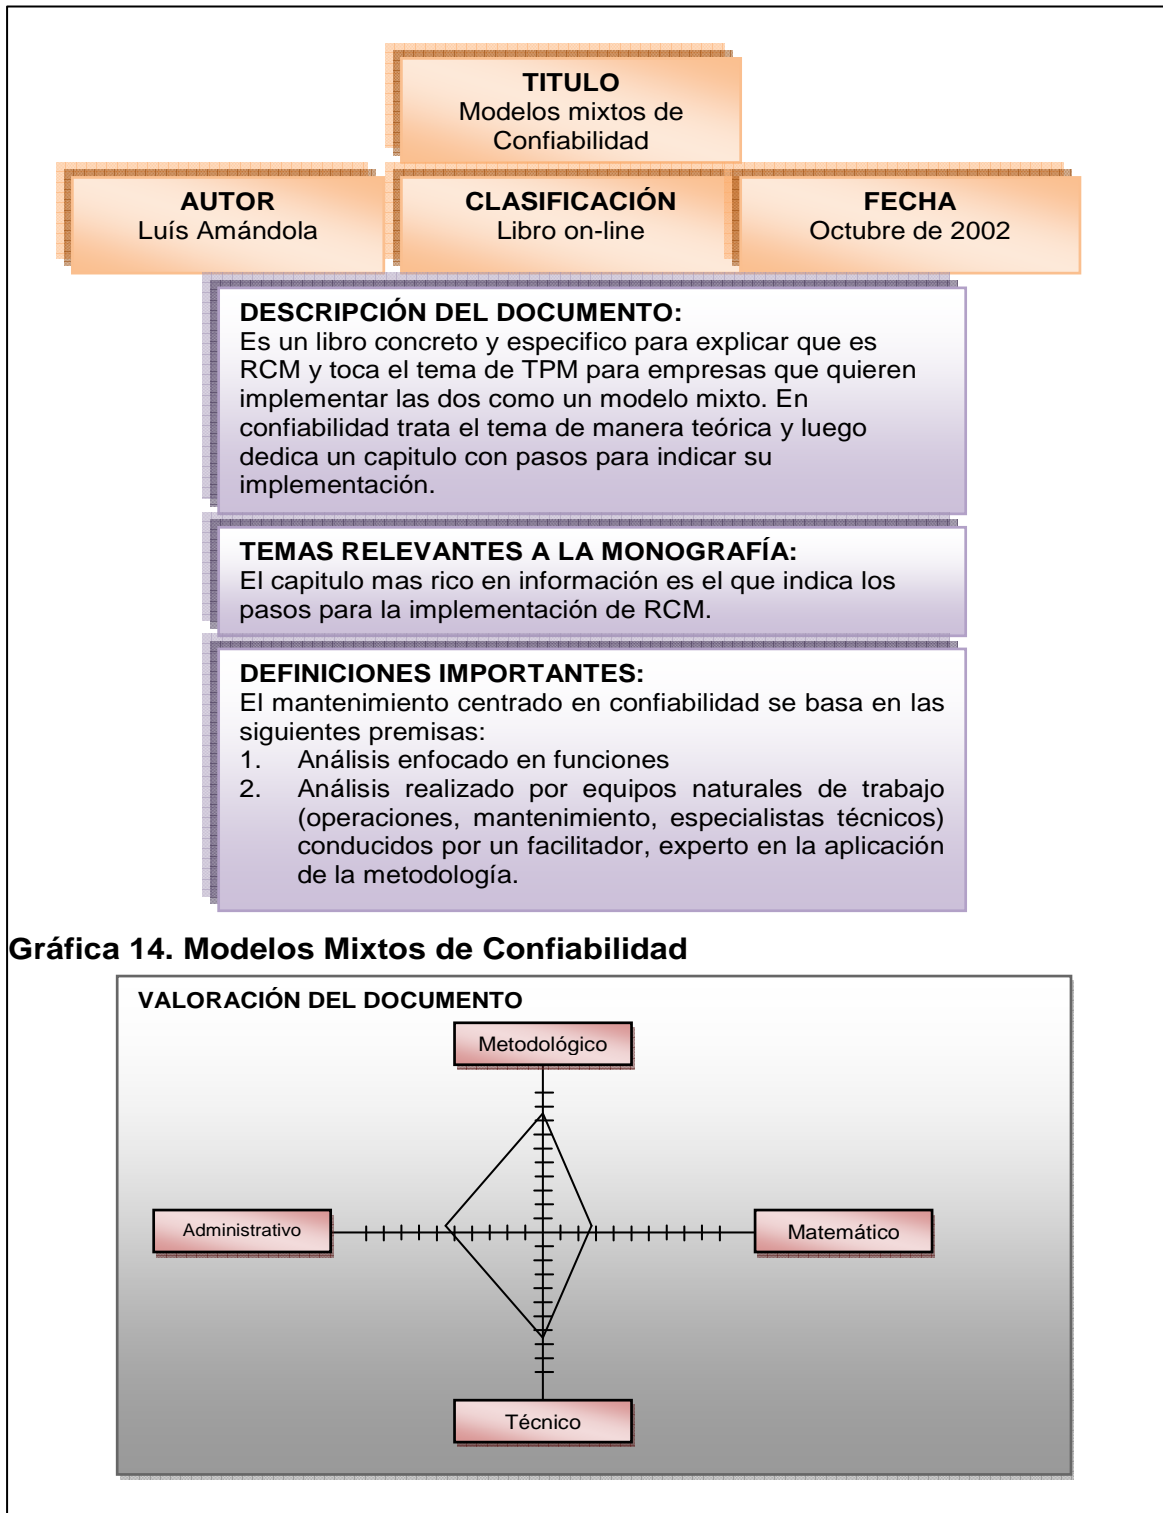 TITULO
Modelos mixtos de
Confiabilidad
AUTOR
Luís Amándola
CLASIFICACIÓN
Libro on-line
FECHA
Octubre de 2002
DESCRIPCIÓN DEL DOCUMENTO:
Es un libro concreto y especifico para explicar que es
RCM y toca el tema de TPM para empresas que quieren
implementar las dos como un modelo mixto. En
confiabilidad trata el tema de manera teórica y luego
dedica un capitulo con pasos para indicar su
implementación.
TEMAS RELEVANTES A LA MONOGRAFÍA:
El capitulo mas rico en información es el que indica los
pasos para la implementación de RCM.
DEFINICIONES IMPORTANTES:
El mantenimiento centrado en confiabilidad se basa en las
siguientes premisas:
1. Análisis enfocado en funciones
2. Análisis realizado por equipos naturales de trabajo
(operaciones, mantenimiento, especialistas técnicos)
conducidos por un facilitador, experto en la aplicación
de la metodología.
Gráfica 14. Modelos Mixtos de Confiabilidad
VALORACIÓN DEL DOCUMENTO
Metodológico
Administrativo
Matemático
Técnico